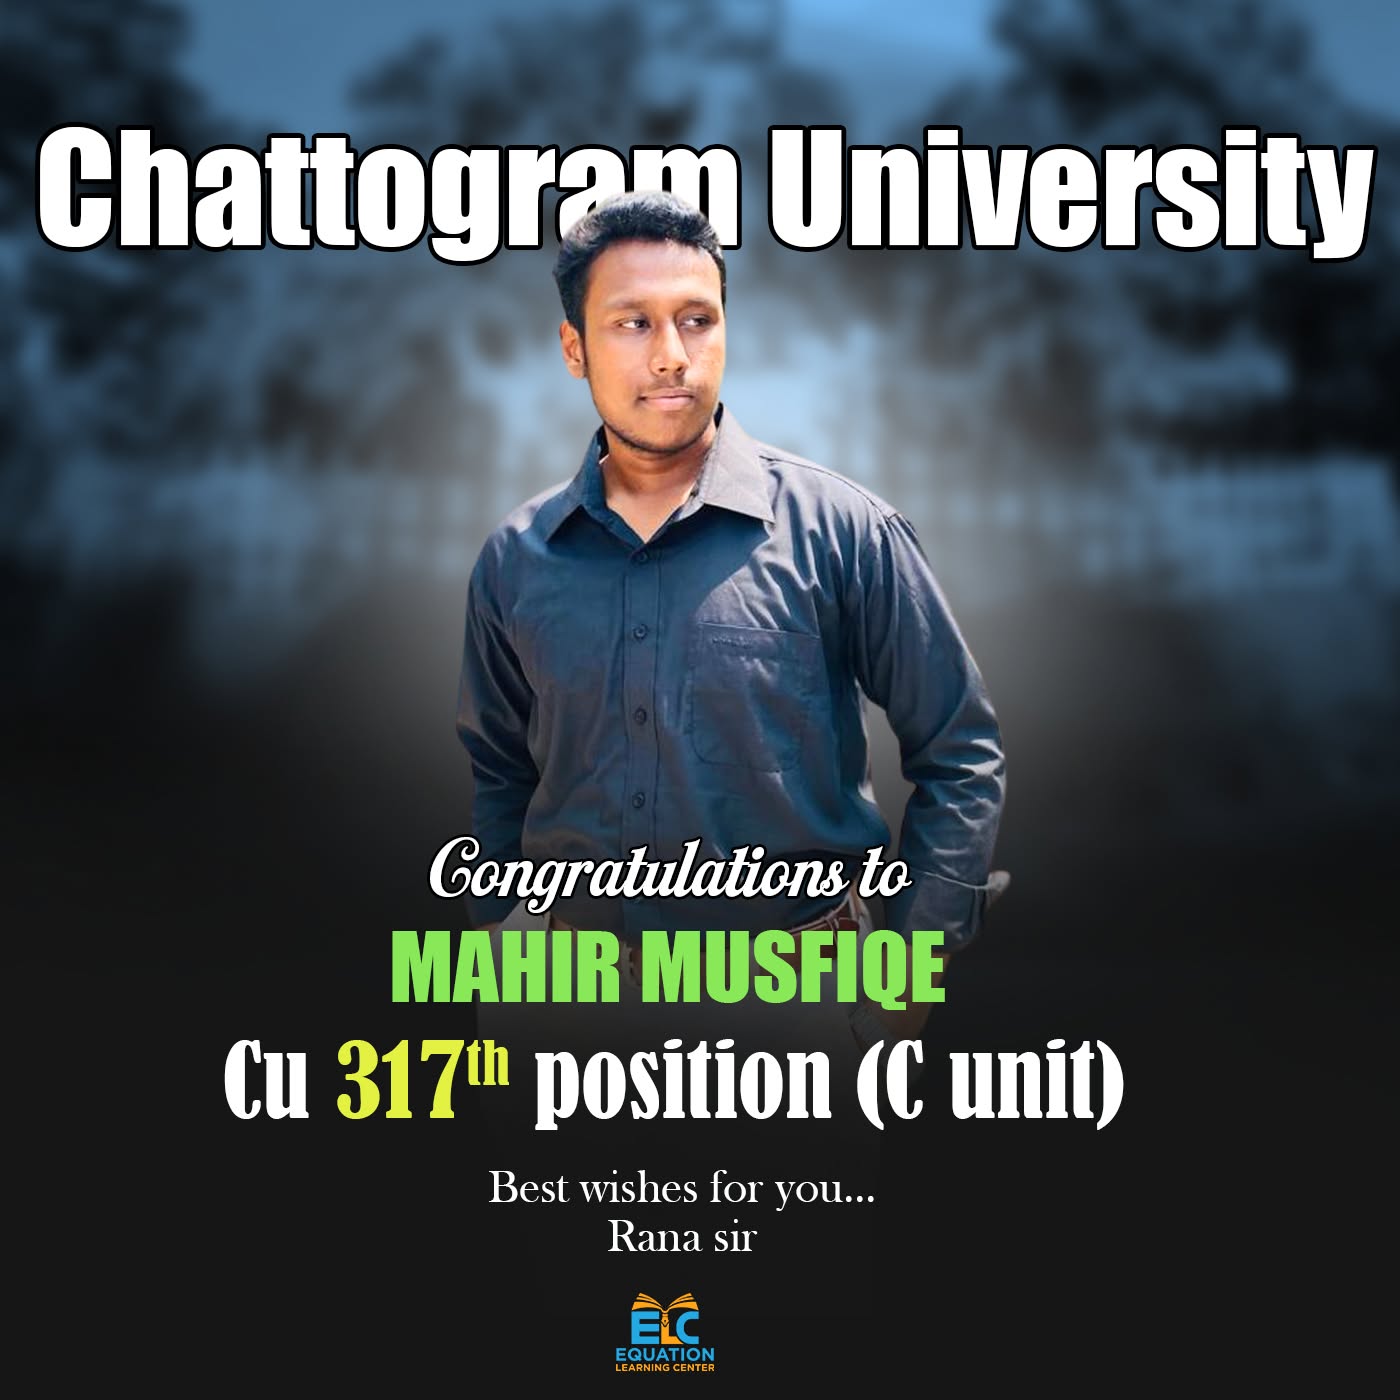 Chattogram University
Congratulations to
MAHIR MUSFIQE
Cu 317th position (C unit)
Best wishes for you...
Rana sir
ELC
EQUATION
LEARNING CENTER